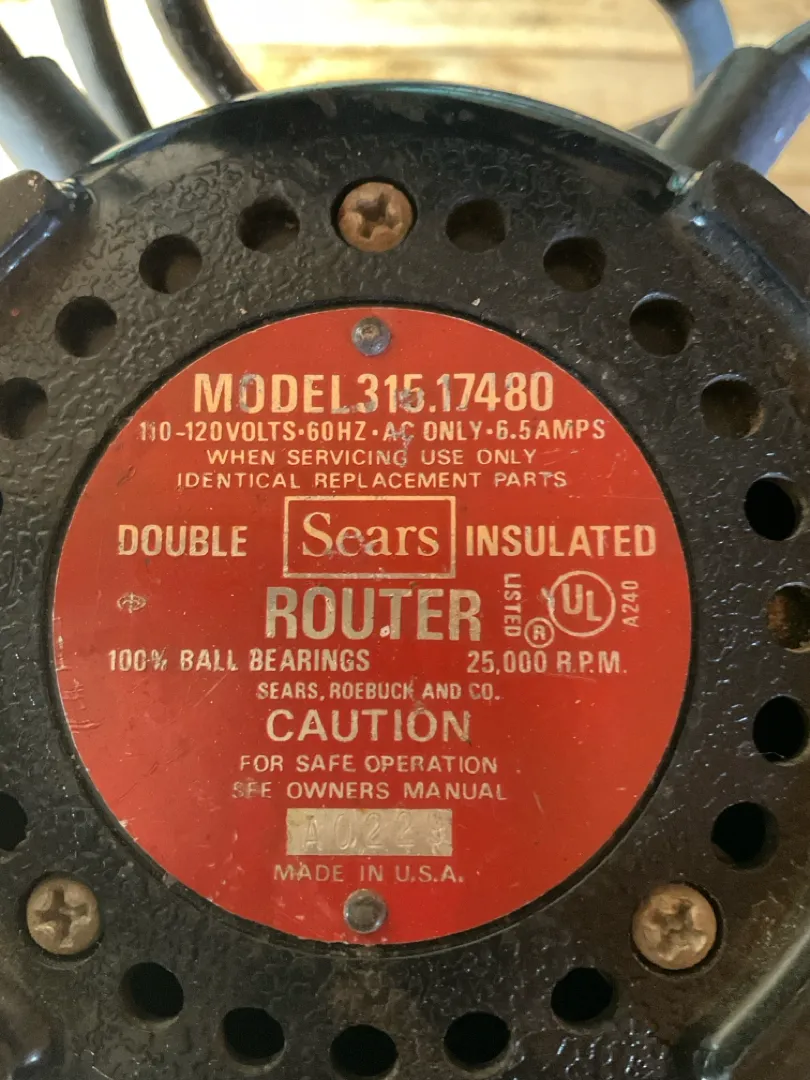 MODEL 315.17480
110-120 VOLTS·60HZ·AC ONLY·6.5 AMPS
WHEN SERVICING USE ONLY
IDENTICAL REPLACEMENT PARTS
DOUBLE Sears INSULATED
ROUTER LISTED ® UL A240
100% BALL BEARINGS 25,000 R.P.M.
SEARS, ROEBUCK AND CO.
CAUTION
FOR SAFE OPERATION
SEE OWNERS MANUAL
MADE IN U.S.A.